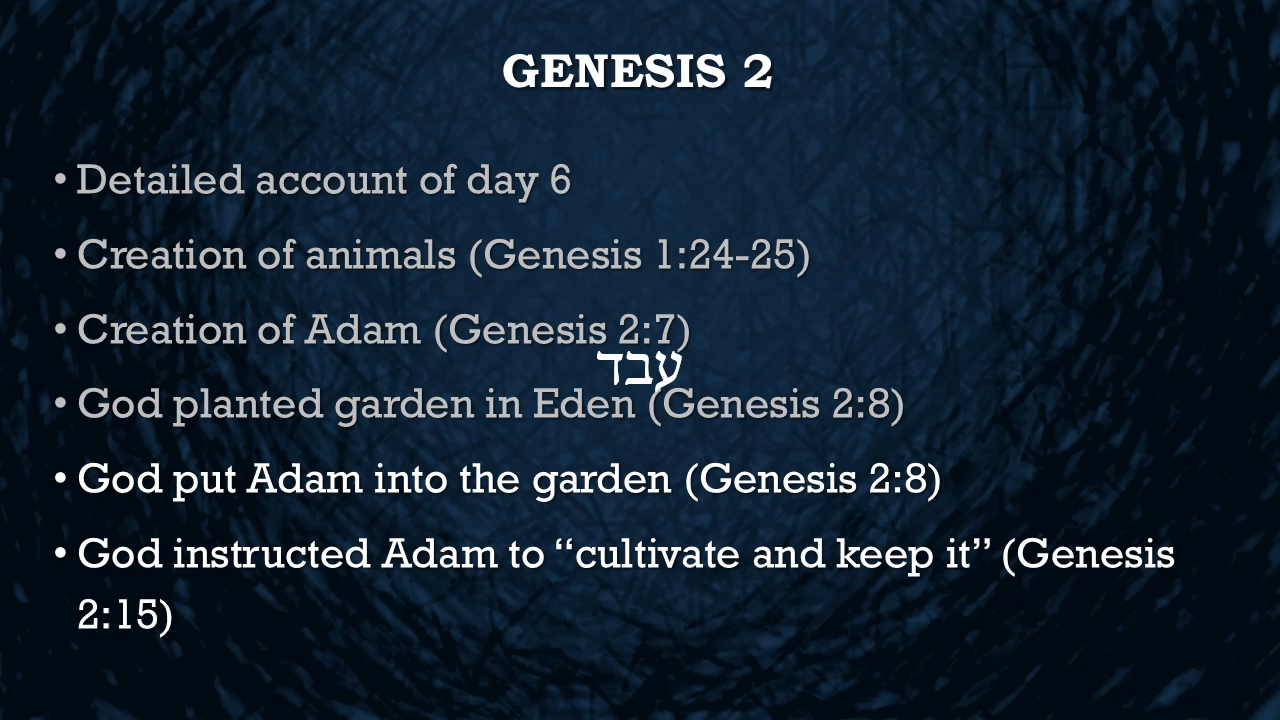 GENESIS 2
• Detailed account of day 6
• Creation of animals (Genesis 1:24-25)
• Creation of Adam (Genesis 2:7)
עבד
• God planted garden in Eden (Genesis 2:8)
• God put Adam into the garden (Genesis 2:8)
• God instructed Adam to “cultivate and keep it” (Genesis
2:15)